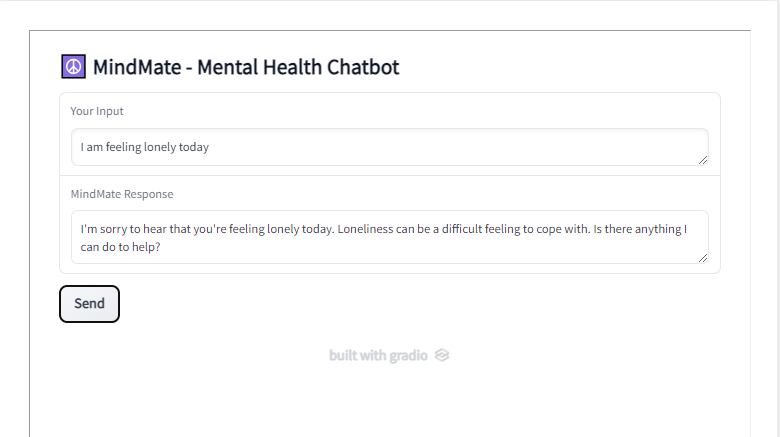 ☮ MindMate - Mental Health Chatbot
Your Input
I am feeling lonely today
MindMate Response
I'm sorry to hear that you're feeling lonely today. Loneliness can be a difficult feeling to cope with. Is there anything I
can do to help?
Send
built with gradio